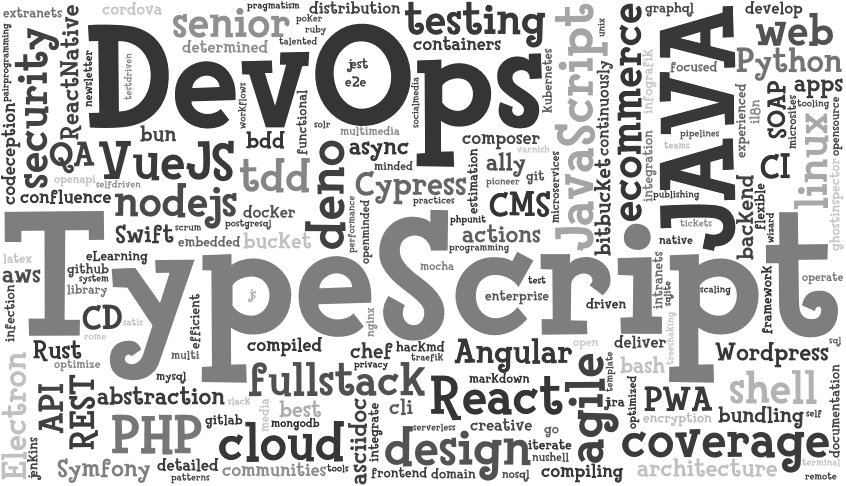 extranets
cordova
pragmatism
distribution
graphql
develop
poker
ruby
talented
senior
determined
testing
containers
unix
JavaScript
ecommerce
JAVA
web
Python
focused
apps
tooling
pairprogramming
codeception
security
ReactNative
newsletter
testdriven
DevOps
jest
e2e
socialmedia
kubernetes
continuously
infografik
experienced
i18n
SOAP
microsites
opensource
workflows
functional
solr
multimedia
bun
bdd
async
composer
varnish
integration
pipelines
teams
CI
linux
QA
VueJS
tdd
minded
a11y
pioneer
git
estimation
microservices
bitbucket
publishing
openapi
selfdriven
confluence
nodejs
docker
postgresql
deno
Cypress
practices
performance
openminded
phpunit
CMS
tickets
native
backend
flexible
wizard
ghostinspector
Swift
scrum
embedded
bucket
actions
programming
TypeScript
latex
aws
eLearning
github
system
library
js
mocha
test
enterprise
driven
intranets
sqlite
scaling
framework
operate
infection
CD
satis
rome
efficient
nginx
Rust
optimize
multi
compiled
chef
privacy
hackmd
traefik
Angular
open
deliver
treeshaking
Wordpress
sql
Electron
API
REST
mysql
abstraction
slack
fullstack
React
markdown
agile
template
bash
jira
optimized
PWA
encryption
shell
bundling
self
documentation
PHP
gitlab
media
best
mongodb
asciidoc
integrate
cli
serverless
creative
go
iterate
nushell
coverage
jenkins
Symfony
detailed
patterns
cloud
communities
tools
design
frontend
domain
nosql
compiling
architecture
terminal
remote